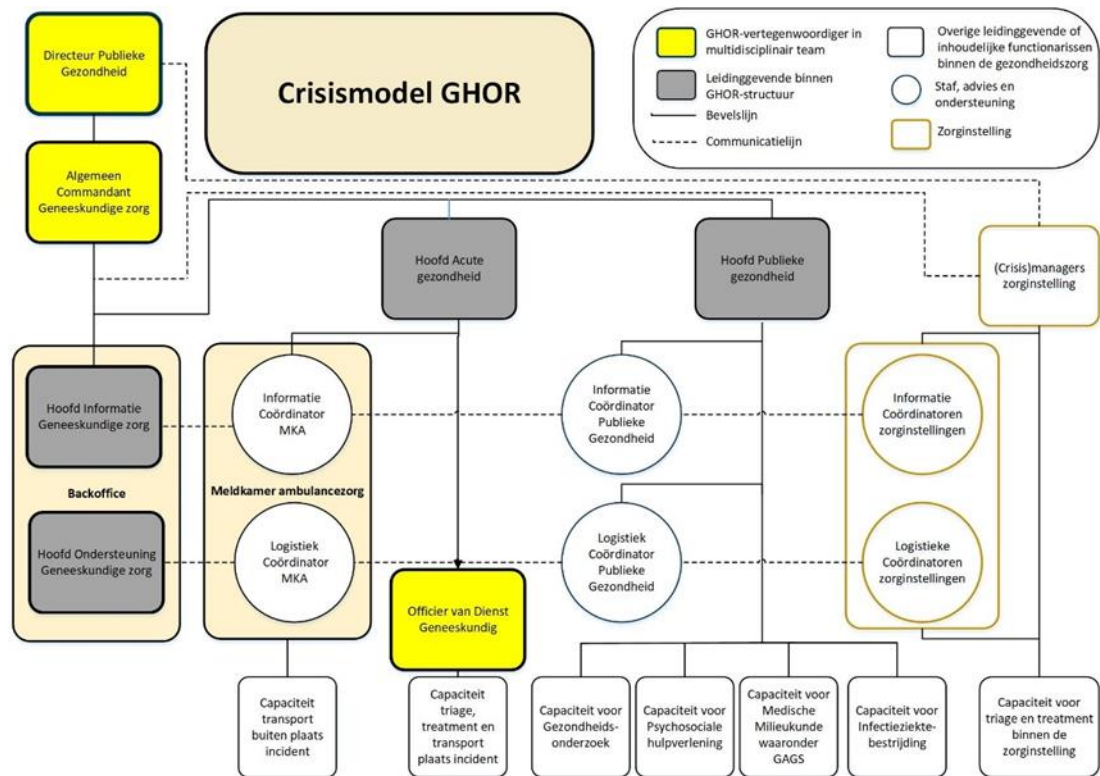 Directeur Publieke
Gezondheid
Crisismodel GHOR
GHOR-vertegenwoordiger in
multidisciplinair team
Leidinggevende binnen
GHOR-structuur
Bevelslijn
Communicatielijn
Overige leidinggevende of
inhoudelijke functionarissen
binnen de gezondheidszorg
Staf, advies en
ondersteuning
Zorginstelling
Algemeen
Commandant
Geneeskundige zorg
Hoofd Acute
gezondheid
Hoofd Publieke
gezondheid
(Crisis)managers
zorginstelling
Hoofd Informatie
Geneeskundige zorg
Informatie
Coördinator
MKA
Informatie
Coördinator
Publieke
Gezondheid
Informatie
Coördinatoren
zorginstellingen
Backoffice
Meldkamer ambulancezorg
Hoofd Ondersteuning
Geneeskundige zorg
Logistiek
Coördinator
MKA
Logistiek
Coördinator
Publieke
Gezondheid
Logistieke
Coördinatoren
zorginstellingen
Officier van Dienst
Geneeskundig
Capaciteit
transport
buiten plaats
incident
Capaciteit
triage,
treatment en
transport
plaats incident
Capaciteit voor
Gezondheids-
onderzoek
Capaciteit voor
Psychosociale
hulpverlening
Capaciteit voor
Medische
Milieukunde
waaronder
GAGS
Capaciteit voor
Infectieziekte-
bestrijding
Capaciteit voor
triage en treatment
binnen de
zorginstelling